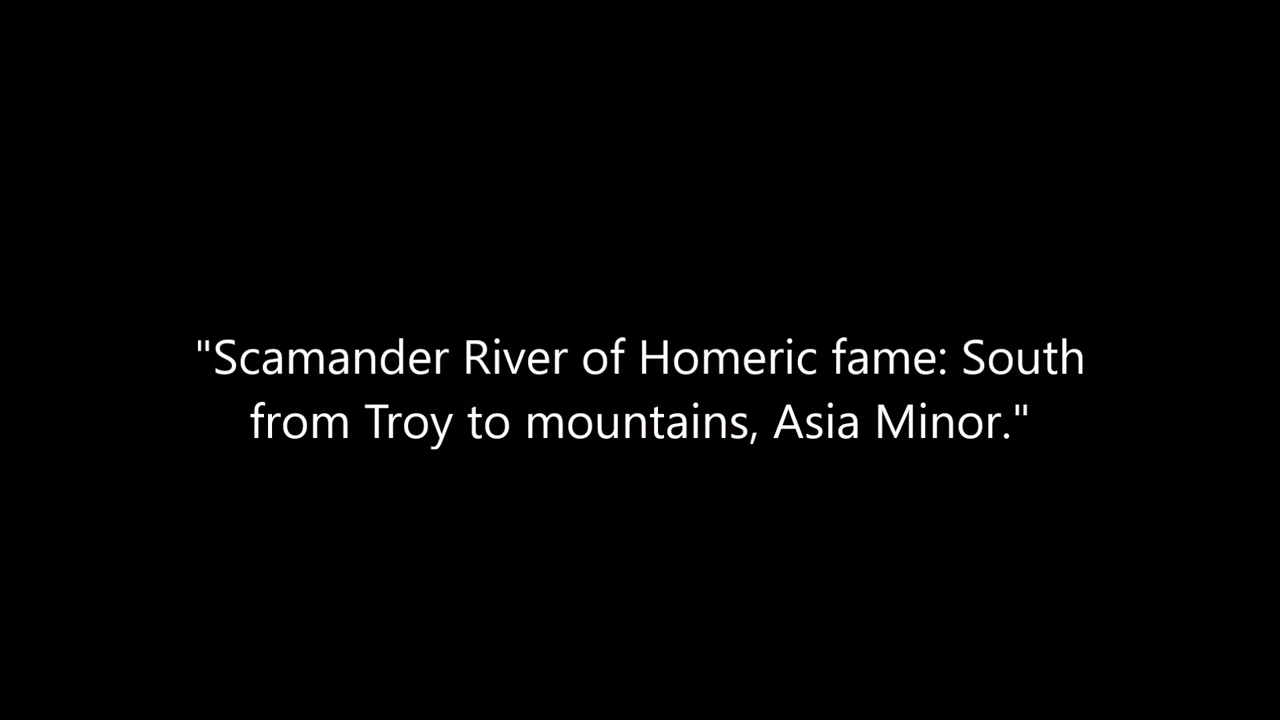 "Scamander River of Homeric fame: South
from Troy to mountains, Asia Minor."